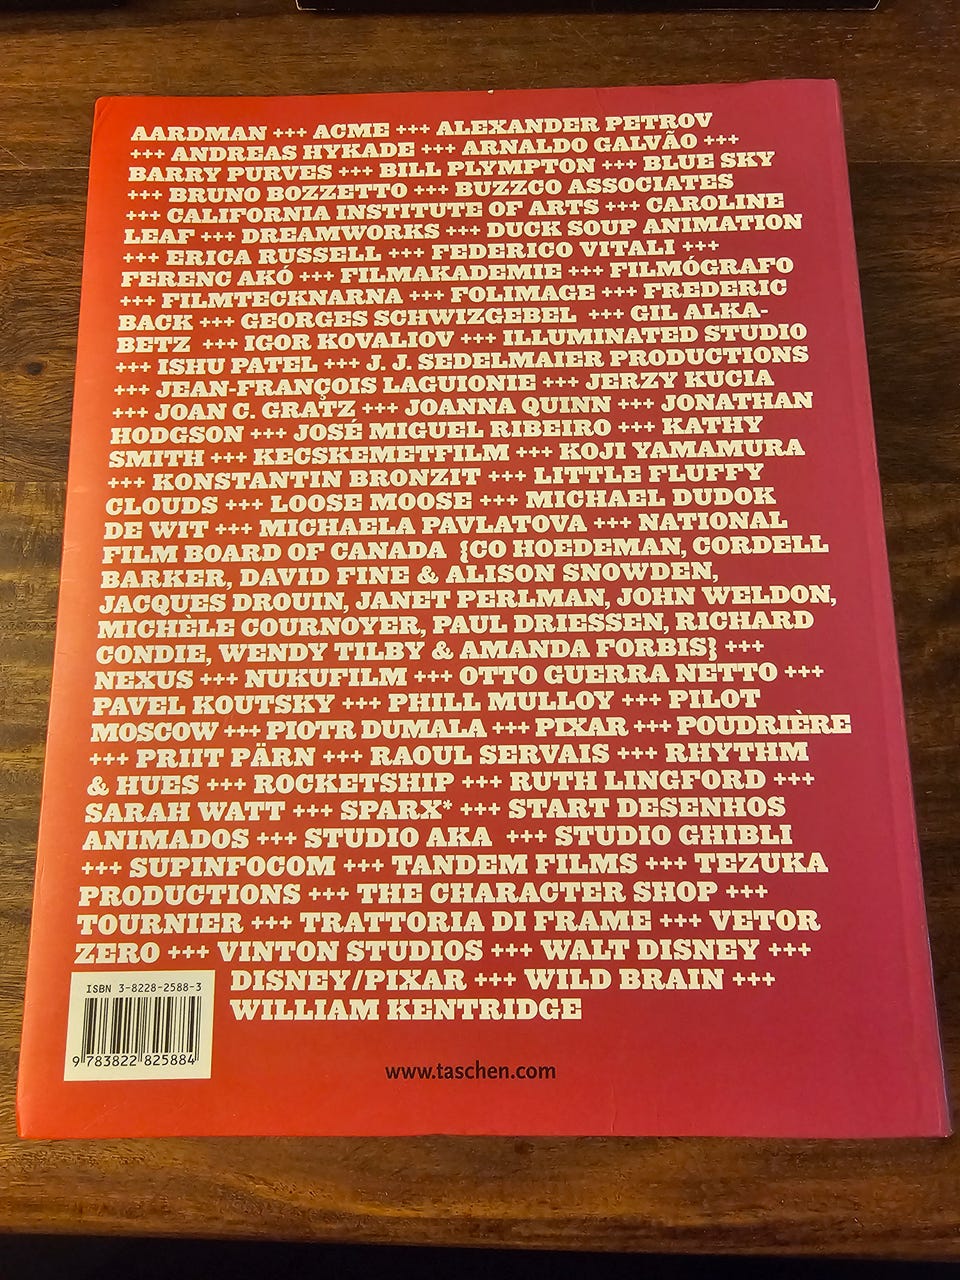 AARDMAN +++ ACME +++ ALEXANDER PETROV
+++ ANDREAS HYKADE +++ ARNALDO GALVÃO +++
BARRY PURVES +++ BILL PLYMPTON +++ BLUE SKY
+++ BRUNO BOZZETTO +++ BUZZCO ASSOCIATES
+++ CALIFORNIA INSTITUTE OF ARTS +++ CAROLINE
LEAF +++ DREAMWORKS +++ DUCK SOUP ANIMATION
+++ ERICA RUSSELL +++ FEDERICO VITALI +++
FERENC AKÓ +++ FILMAKADEMIE +++ FILMÓGRAFO
+++ FILMTECKNARNA +++ FOLIMAGE +++ FREDERIC
BACK +++ GEORGES SCHWIZGEBEL +++ GIL ALKA-
BETZ +++ IGOR KOVALIOV +++ ILLUMINATED STUDIO
+++ ISHU PATEL +++ J. J. SEDELMAIER PRODUCTIONS
+++ JEAN-FRANÇOIS LAGUIONIE +++ JERZY KUCIA
+++ JOAN C. GRATZ +++ JOANNA QUINN +++ JONATHAN
HODGSON +++ JOSÉ MIGUEL RIBEIRO +++ KATHY
SMITH +++ KECSKEMETFILM +++ KOJI YAMAMURA
+++ KONSTANTIN BRONZIT +++ LITTLE FLUFFY
CLOUDS +++ LOOSE MOOSE +++ MICHAEL DUDOK
DE WIT +++ MICHAELA PAVLATOVA +++ NATIONAL
FILM BOARD OF CANADA {CO HOEDEMAN, CORDELL
BARKER, DAVID FINE & ALISON SNOWDEN,
JACQUES DROUIN, JANET PERLMAN, JOHN WELDON,
MICHÈLE COURNOYER, PAUL DRIESSEN, RICHARD
CONDIE, WENDY TILBY & AMANDA FORBIS} +++
NEXUS +++ NUKUFILM +++ OTTO GUERRA NETTO +++
PAVEL KOUTSKY +++ PHILL MULLOY +++ PILOT
MOSCOW +++ PIOTR DUMALA +++ PIXAR +++ POUDRIÈRE
+++ PRIIT PÄRN +++ RAOUL SERVAIS +++ RHYTHM
& HUES +++ ROCKETSHIP +++ RUTH LINGFORD +++
SARAH WATT +++ SPARX* +++ START DESENHOS
ANIMADOS +++ STUDIO AKA +++ STUDIO GHIBLI
+++ SUPINFOCOM +++ TANDEM FILMS +++ TEZUKA
PRODUCTIONS +++ THE CHARACTER SHOP +++
TOURNIER +++ TRATTORIA DI FRAME +++ VETOR
ZERO +++ VINTON STUDIOS +++ WALT DISNEY +++
DISNEY/PIXAR +++ WILD BRAIN +++
WILLIAM KENTRIDGE
ISBN 3-8228-2588-3
9 783822 825884
www.taschen.com